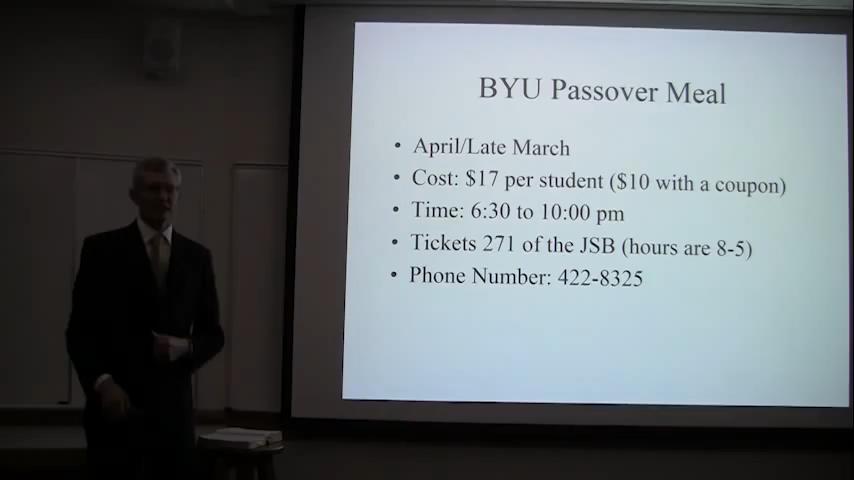 BYU Passover Meal
• April/Late March
• Cost: $17 per student ($10 with a coupon)
• Time: 6:30 to 10:00 pm
• Tickets 271 of the JSB (hours are 8-5)
• Phone Number: 422-8325